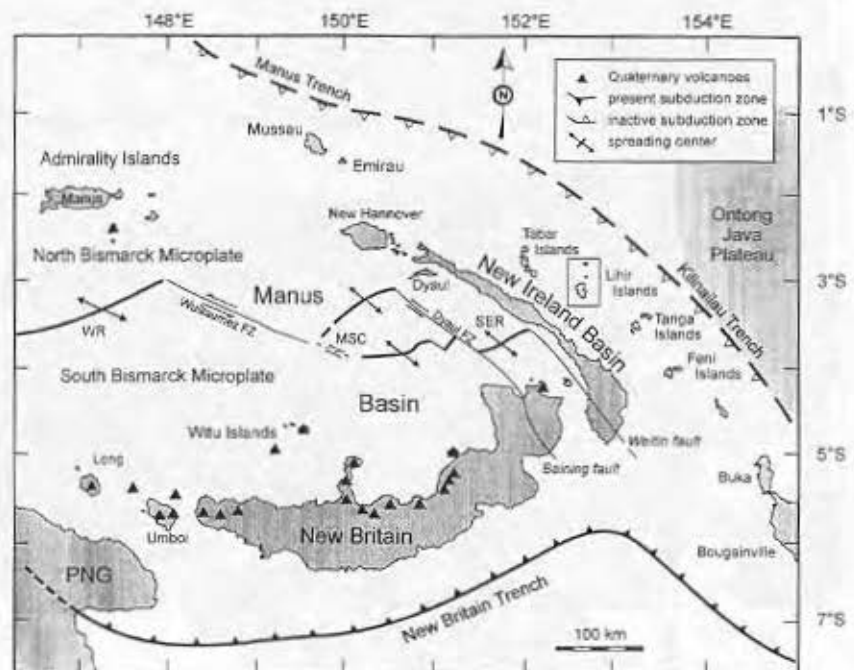 148°E 150°E 152°E 154°E
Manus Trench
N
Quaternary volcanoes
present subduction zone
inactive subduction zone
spreading center
1°S
Mussau
Emirau
Admirality Islands
Manus
New Hannover
Tabar
Islands
Ontong
Java
Plateau
North Bismarck Microplate
Dyaul
New Ireland Basin
Lihir
Islands
3°S
Kilinailau Trench
Manus
WR
Willaumez FZ
MSC
Dyaul FZ
SER
Tanga
Islands
Feni
Islands
South Bismarck Microplate
Basin
Witu Islands
Weitin fault
Baining fault
5°S
Long
Umboi
New Britain
Buka
Bougainville
PNG
New Britain Trench
100 km
7°S